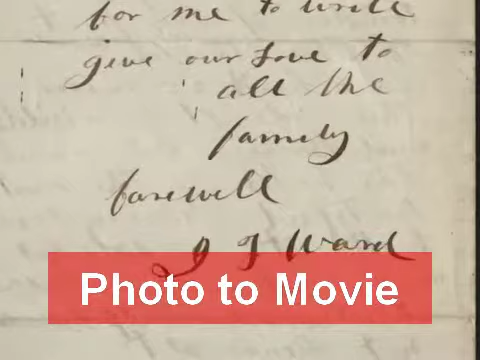 for me to write
give our Love to
all the
family
farewell
J J Ward
Photo to Movie